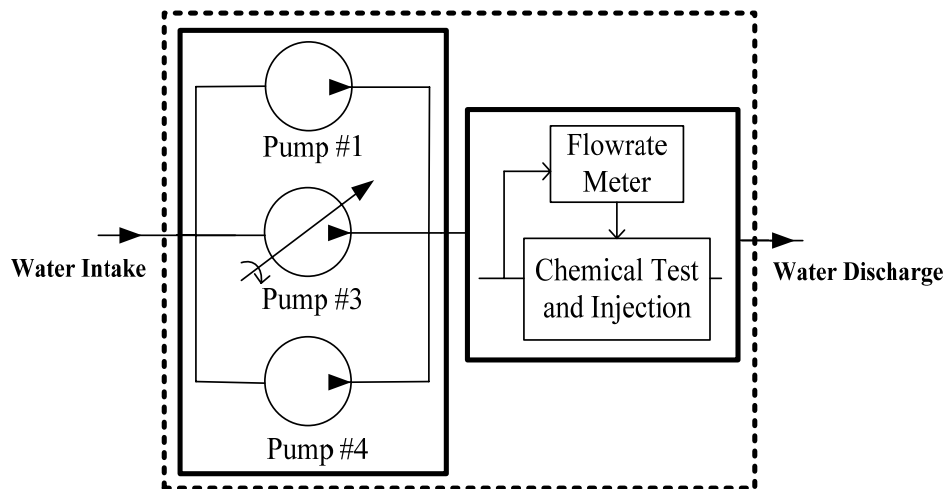 Pump #1
Flowrate
Meter
Water Intake
Pump #3
Chemical Test
and Injection
Water Discharge
Pump #4